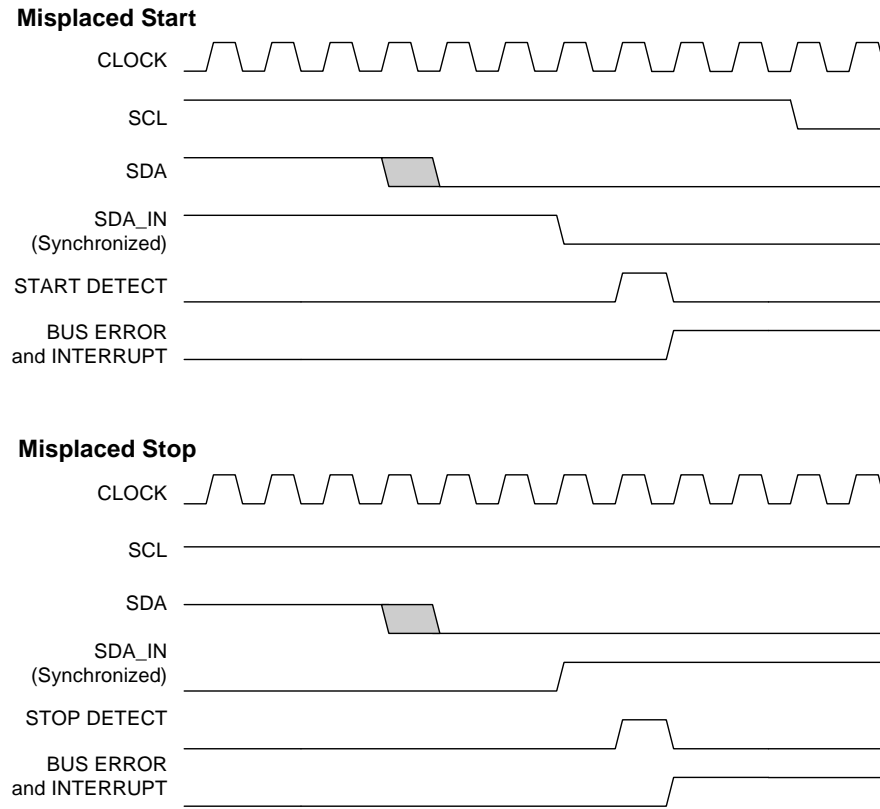 Misplaced Start
CLOCK
SCL
SDA
SDA_IN
(Synchronized)
START DETECT
BUS ERROR
and INTERRUPT
Misplaced Stop
CLOCK
SCL
SDA
SDA_IN
(Synchronized)
STOP DETECT
BUS ERROR
and INTERRUPT